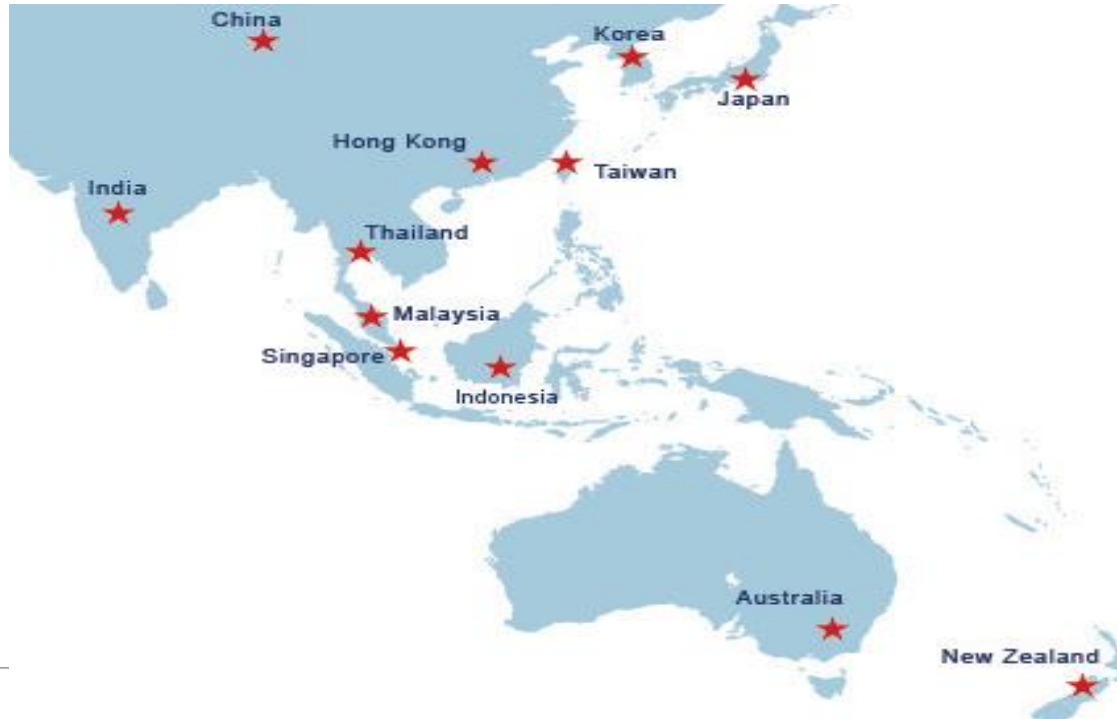 China
Korea
Japan
Hong Kong
Taiwan
India
Thailand
Malaysia
Singapore
Indonesia
Australia
New Zealand